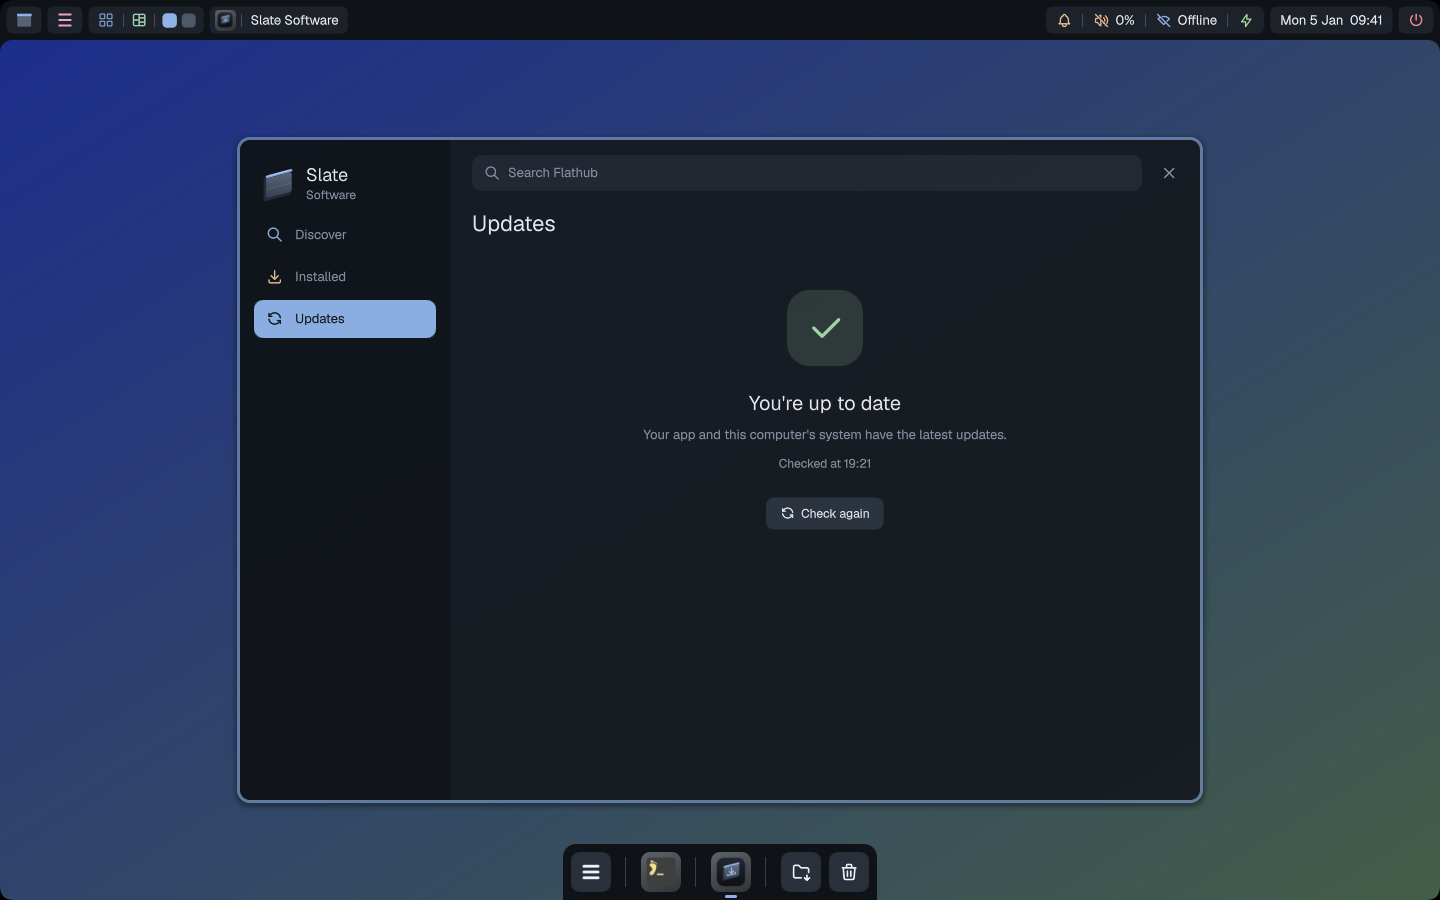 Slate Software
0%
Offline
Mon 5 Jan 09:41
Slate
Software
Search Flathub
Discover
Installed
Updates
Updates
You're up to date
Your app and this computer's system have the latest updates.
Checked at 19:21
Check again